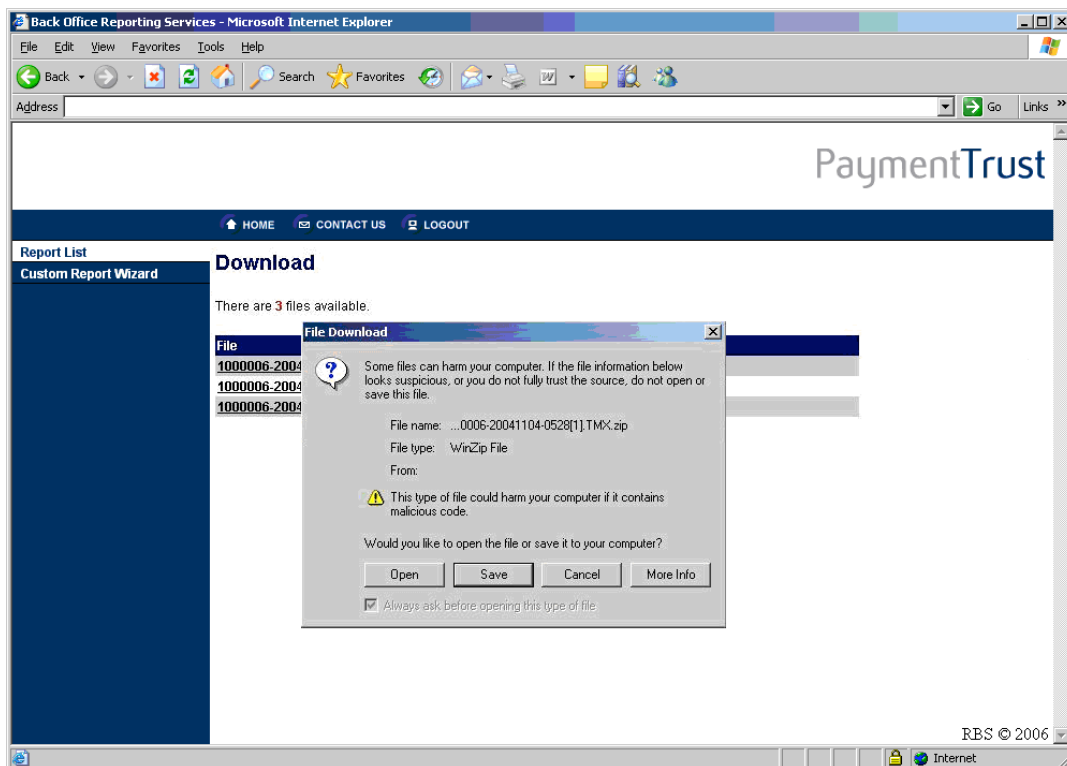 Back Office Reporting Services - Microsoft Internet Explorer
File Edit View Favorites Tools Help
Back Search Favorites
Address Go Links »
PaymentTrust
HOME CONTACT US LOGOUT
Report List
Custom Report Wizard
Download
There are 3 files available.
File
1000006-2004
1000006-2004
1000006-2004
File Download
Some files can harm your computer. If the file information below
looks suspicious, or you do not fully trust the source, do not open or
save this file.
File name: ...0006-20041104-0528[1].TMX.zip
File type: WinZip File
From:
This type of file could harm your computer if it contains
malicious code.
Would you like to open the file or save it to your computer?
Open Save Cancel More Info
Always ask before opening this type of file
RBS © 2006
Internet